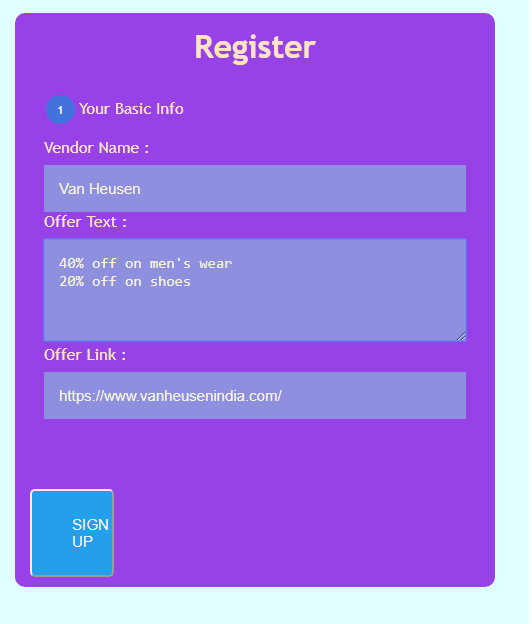 Register
1 Your Basic Info
Vendor Name :
Van Heusen
Offer Text :
40% off on men's wear
20% off on shoes
Offer Link :
https://www.vanheusenindia.com/
SIGN
UP